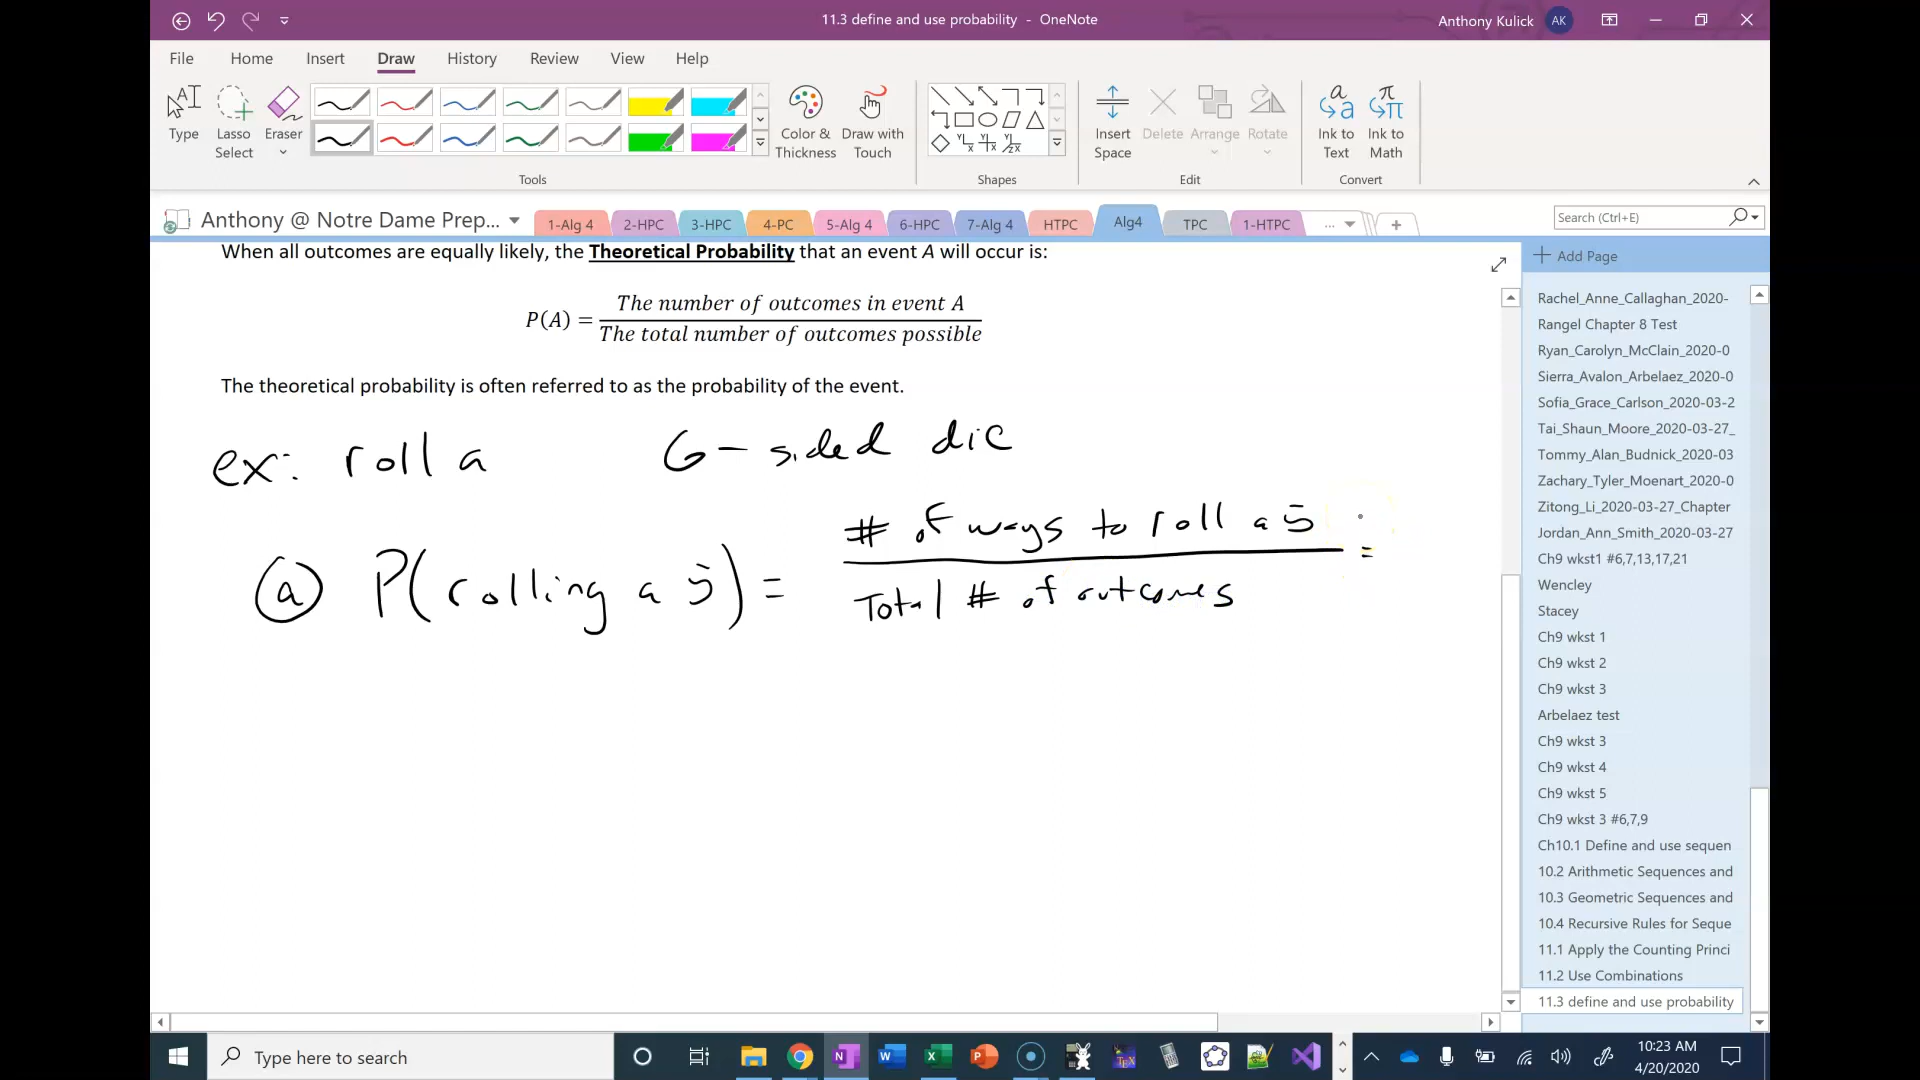 11.3 define and use probability - OneNote
Anthony Kulick AK
File Home Insert Draw History Review View Help
Type Lasso Select Eraser Color & Thickness Draw with Touch Insert Space Delete Arrange Rotate Ink to Text Ink to Math
Tools Shapes Edit Convert
Anthony @ Notre Dame Prep... 1-Alg 4 2-HPC 3-HPC 4-PC 5-Alg 4 6-HPC 7-Alg 4 HTPC Alg4 TPC 1-HTPC ... +
Search (Ctrl+E)
When all outcomes are equally likely, the Theoretical Probability that an event A will occur is:
P(A) = The number of outcomes in event A / The total number of outcomes possible
The theoretical probability is often referred to as the probability of the event.
ex: roll a 6-sided die
# of ways to roll a 5
(a) P(rolling a 5) = =
Total # of outcomes
Add Page
Rachel_Anne_Callaghan_2020-
Rangel Chapter 8 Test
Ryan_Carolyn_McClain_2020-0
Sierra_Avalon_Arbelaez_2020-0
Sofia_Grace_Carlson_2020-03-2
Tai_Shaun_Moore_2020-03-27_
Tommy_Alan_Budnick_2020-03
Zachary_Tyler_Moenart_2020-0
Zitong_Li_2020-03-27_Chapter
Jordan_Ann_Smith_2020-03-27
Ch9 wkst1 #6,7,13,17,21
Wencley
Stacey
Ch9 wkst 1
Ch9 wkst 2
Ch9 wkst 3
Arbelaez test
Ch9 wkst 3
Ch9 wkst 4
Ch9 wkst 5
Ch9 wkst 3 #6,7,9
Ch10.1 Define and use sequen
10.2 Arithmetic Sequences and
10.3 Geometric Sequences and
10.4 Recursive Rules for Seque
11.1 Apply the Counting Princi
11.2 Use Combinations
11.3 define and use probability
Type here to search
10:23 AM
4/20/2020